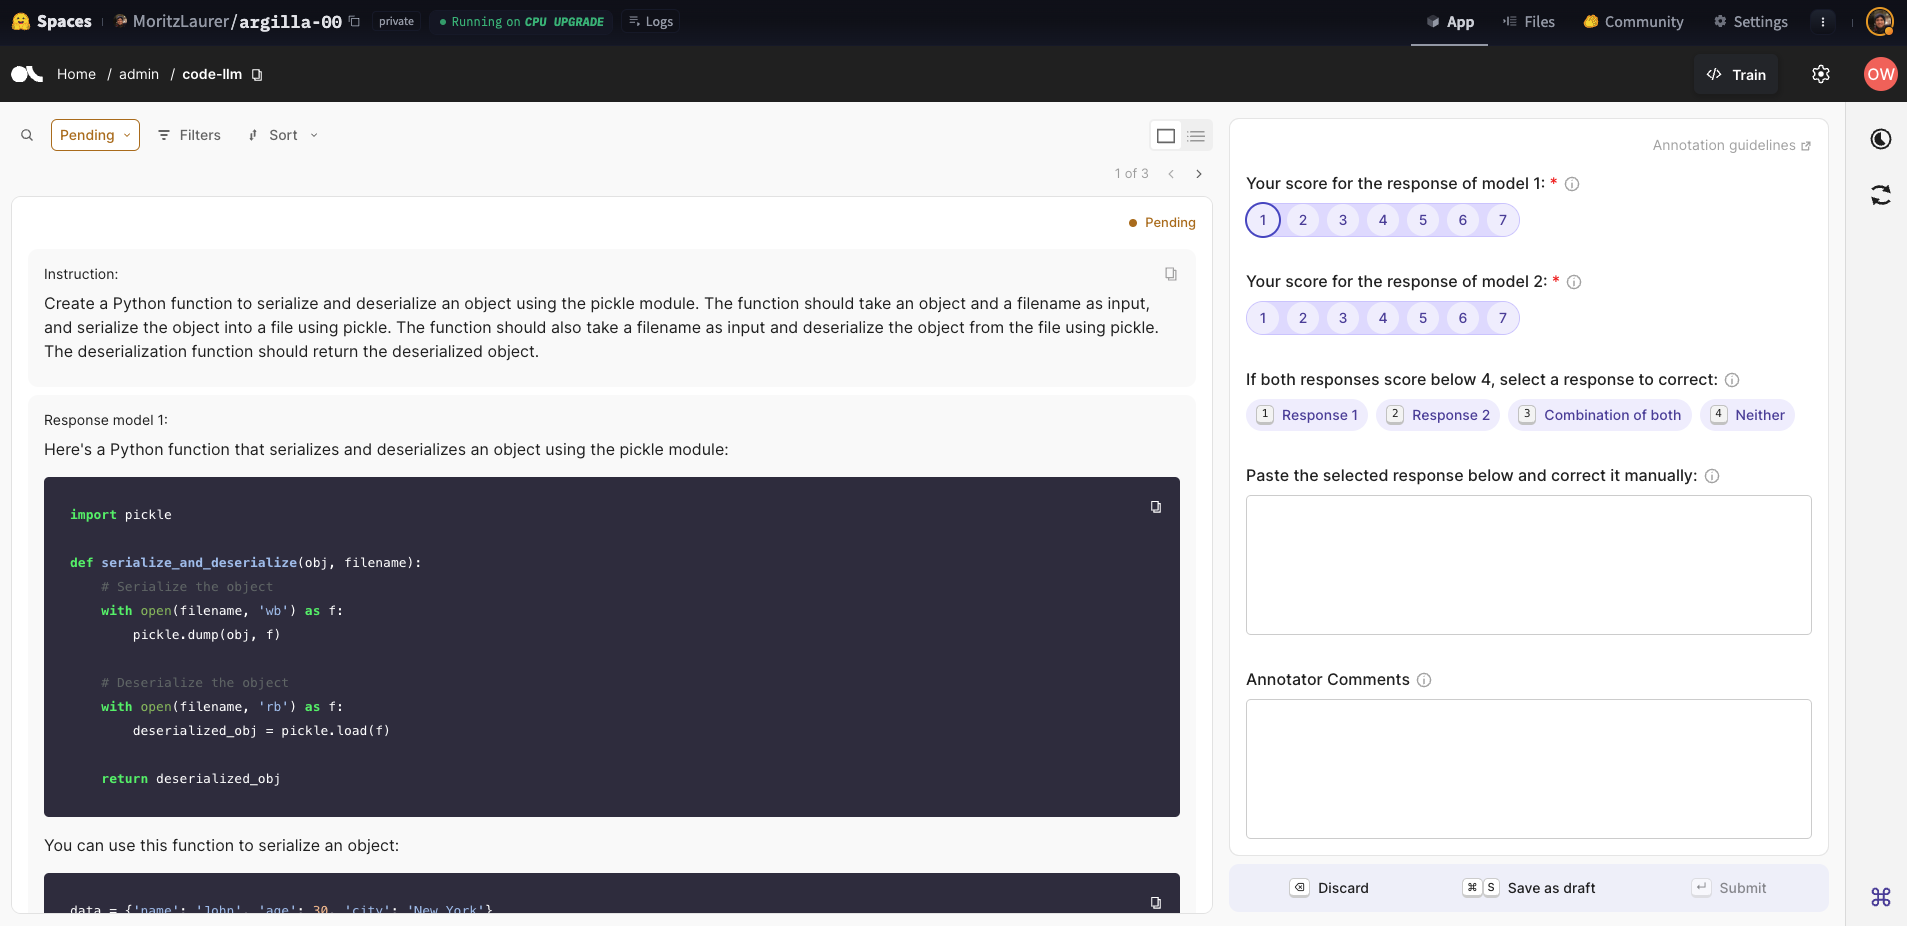 Spaces
MoritzLaurer/argilla-00
private
Running on CPU UPGRADE
Logs
App
Files
Community
Settings
Home / admin / code-llm
Train
OW
Pending
Filters
Sort
1 of 3
Pending
Instruction:
Create a Python function to serialize and deserialize an object using the pickle module. The function should take an object and a filename as input,
and serialize the object into a file using pickle. The function should also take a filename as input and deserialize the object from the file using pickle.
The deserialization function should return the deserialized object.
Response model 1:
Here's a Python function that serializes and deserializes an object using the pickle module:
import pickle
def serialize_and_deserialize(obj, filename):
# Serialize the object
with open(filename, 'wb') as f:
pickle.dump(obj, f)
# Deserialize the object
with open(filename, 'rb') as f:
deserialized_obj = pickle.load(f)
return deserialized_obj
You can use this function to serialize an object:
data = {'name': 'John', 'age': 30, 'city': 'New York'}
Annotation guidelines
Your score for the response of model 1: *
1 2 3 4 5 6 7
Your score for the response of model 2: *
1 2 3 4 5 6 7
If both responses score below 4, select a response to correct:
1 Response 1 2 Response 2 3 Combination of both 4 Neither
Paste the selected response below and correct it manually:
Annotator Comments
Discard
⌘ S Save as draft
Submit